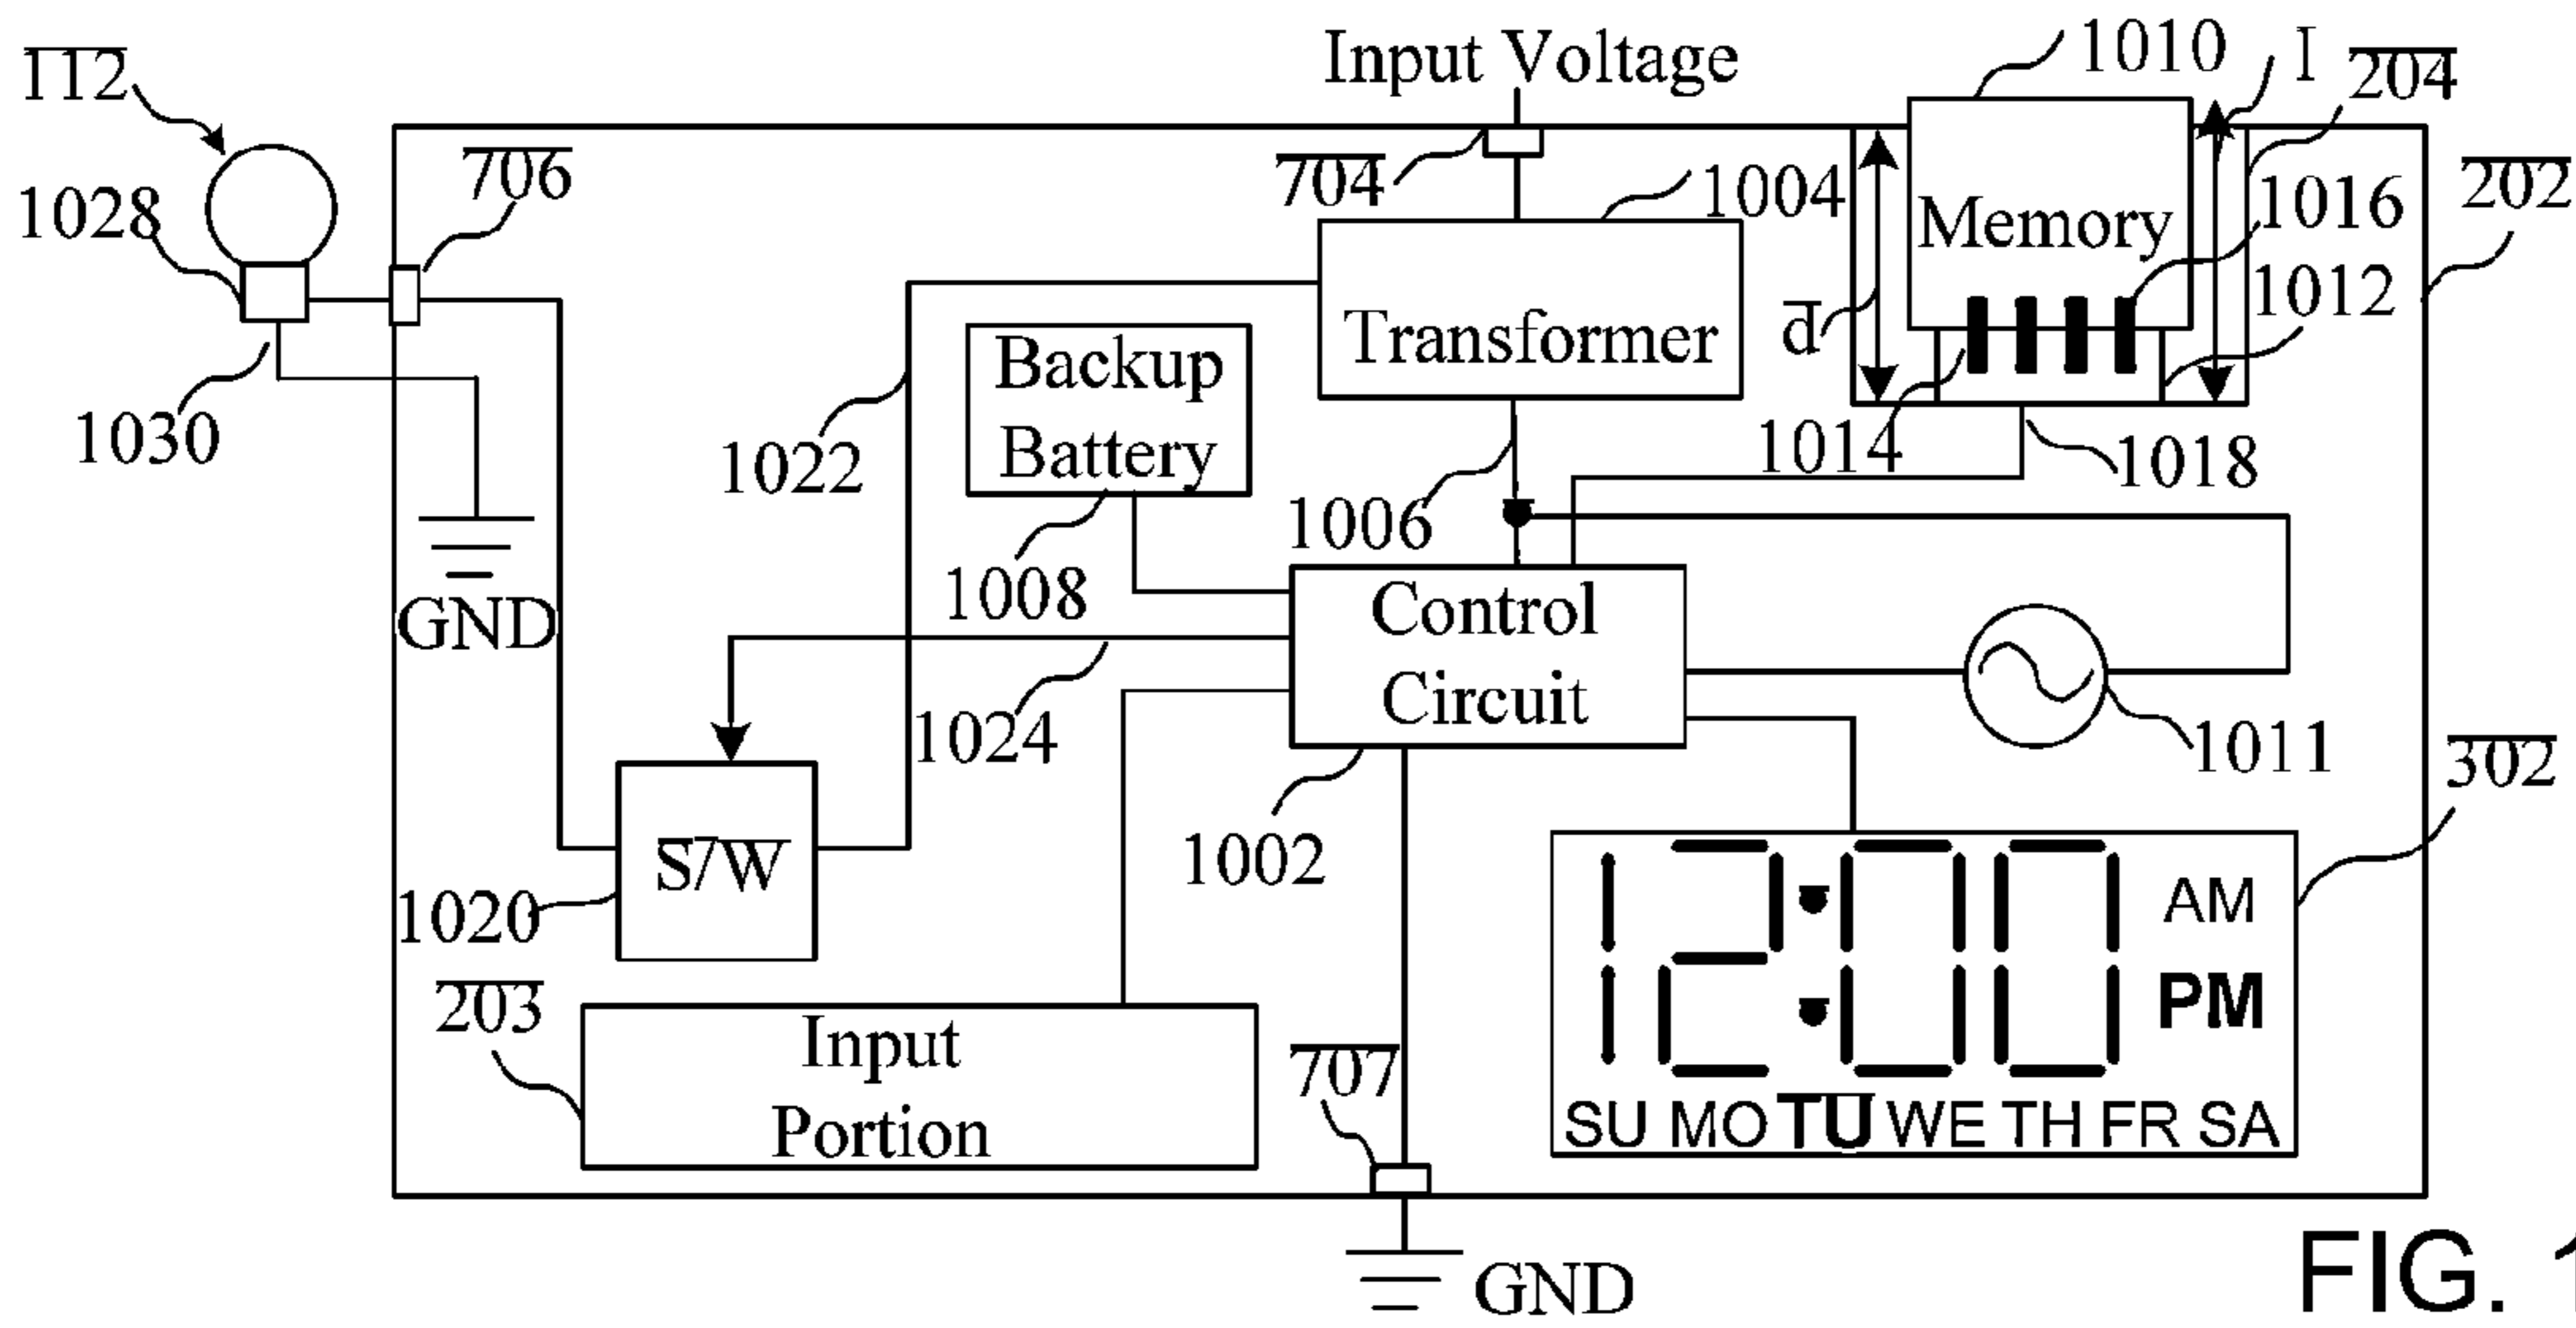 Input Voltage
1010
I
204
112
706
704
1004
202
1028
Memory
1016
1012
Transformer
d
Backup
Battery
1030
1022
1014
1018
1006
1008
GND
Control
Circuit
1024
1011
302
1002
S/W
1020
12:00
AM
PM
203
Input
Portion
707
SU MO TU WE TH FR SA
GND
FIG. 1